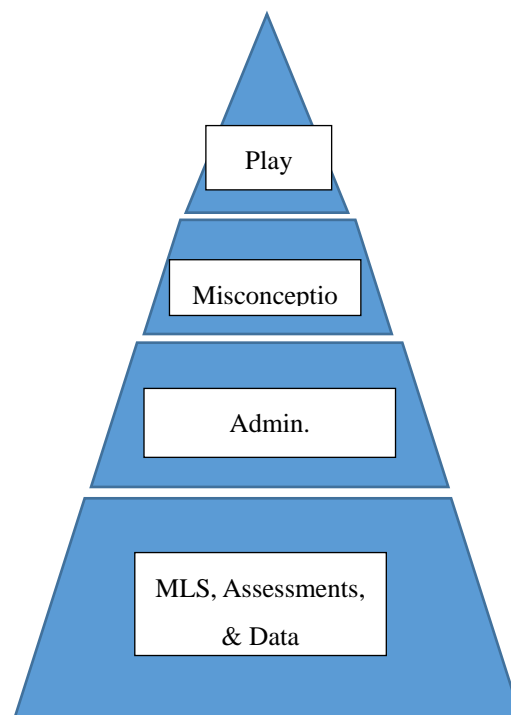 Play
Misconceptio
Admin.
MLS, Assessments,
& Data